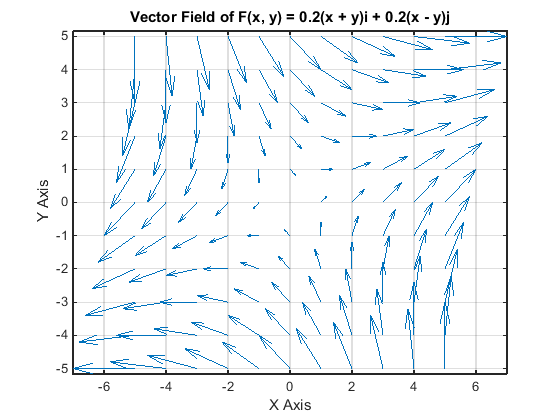 Vector Field of F(x, y) = 0.2(x + y)i + 0.2(x - y)j
5
4
3
2
1
0
-1
-2
-3
-4
-5
Y Axis
-6 -4 -2 0 2 4 6
X Axis